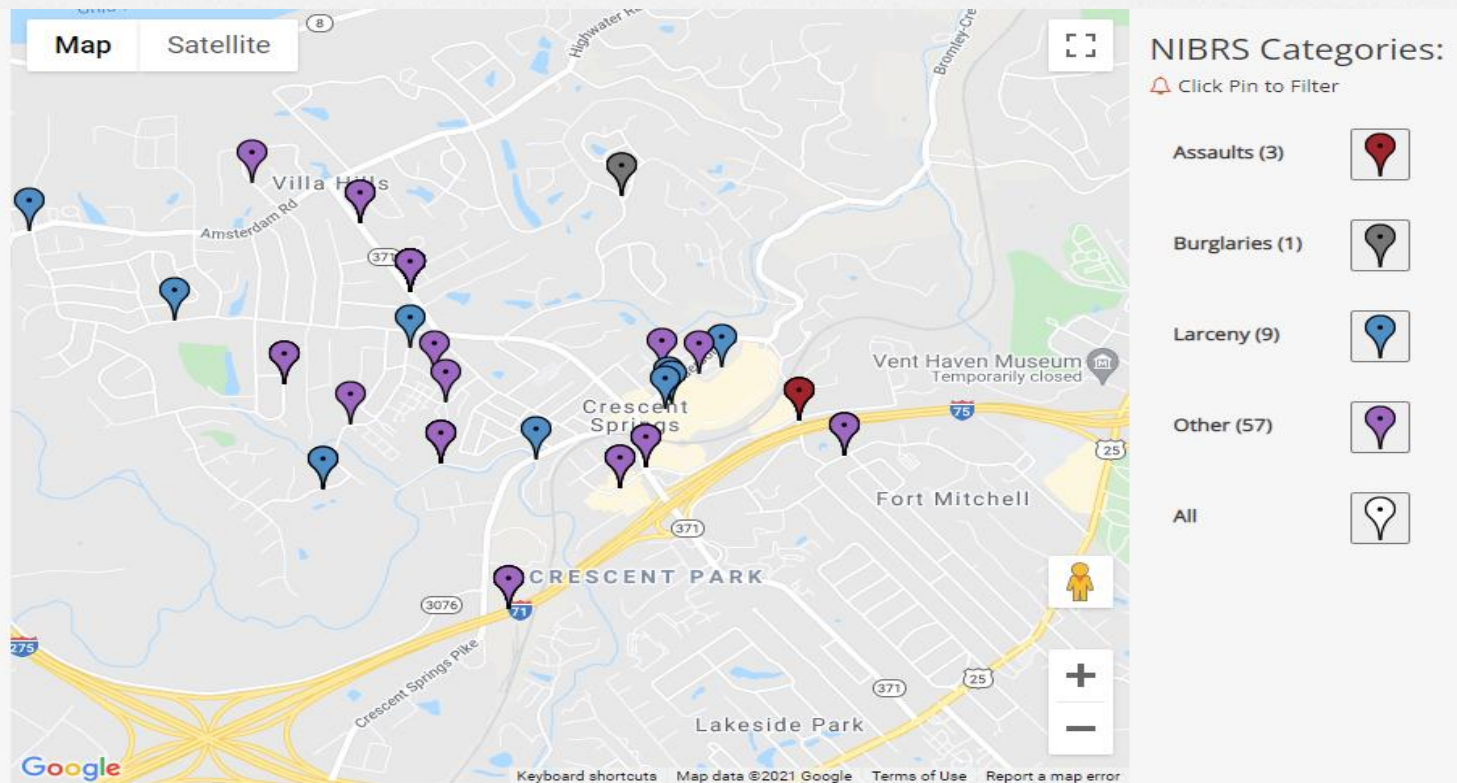 8
Highwater Rd
Bromley-Cre
Map
Satellite
NIBRS Categories:
Click Pin to Filter
Assaults (3)
Villa Hills
Amsterdam Rd
Burglaries (1)
371
Larceny (9)
Vent Haven Museum
Temporarily closed
Crescent
Springs
75
Other (57)
25
Fort Mitchell
All
371
CRESCENT PARK
3076
71
275
Crescent Springs Pike
25
371
Lakeside Park
Google
Keyboard shortcuts Map data ©2021 Google Terms of Use Report a map error